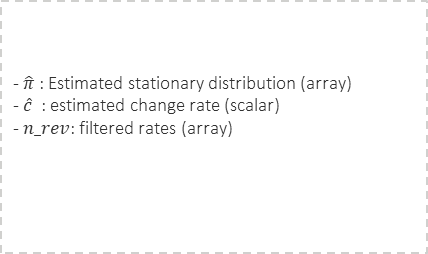 - π̂ : Estimated stationary distribution (array)
- ĉ : estimated change rate (scalar)
- n_rev: filtered rates (array)